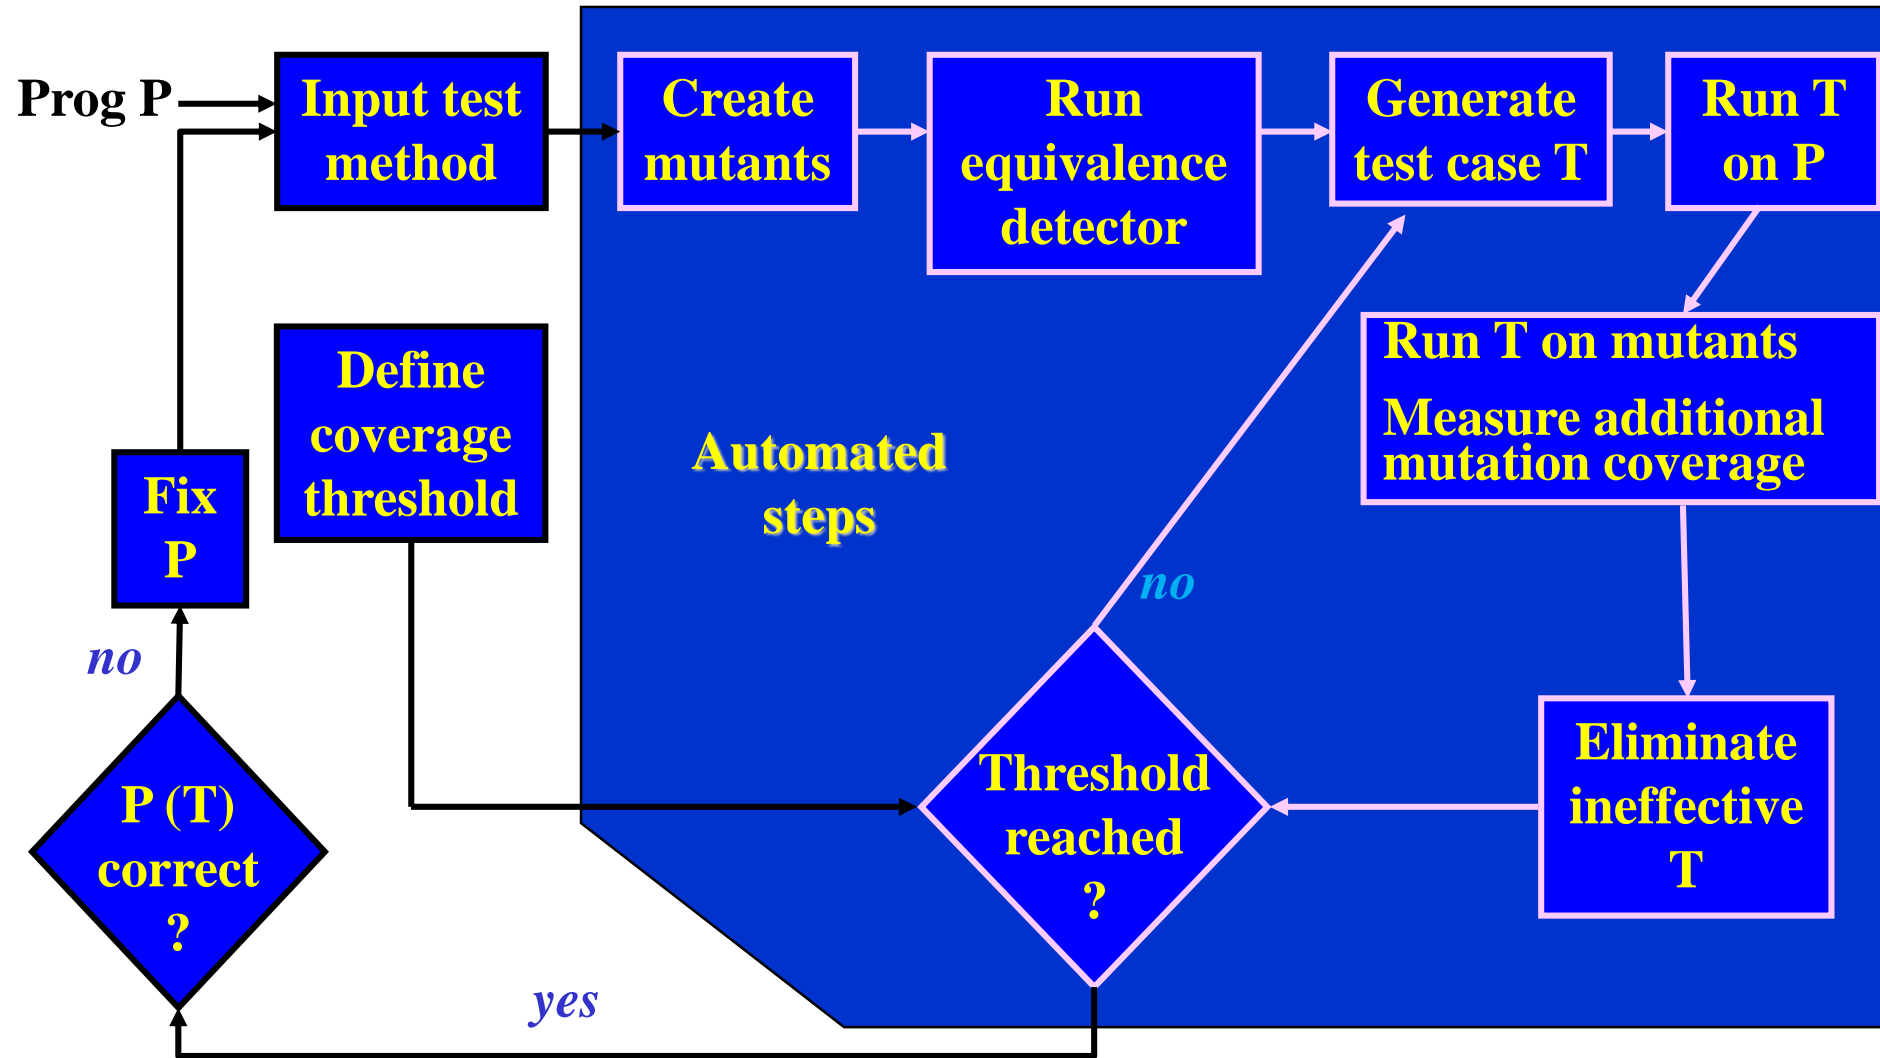 Prog P
Input test
method
Create
mutants
Run
equivalence
detector
Generate
test case T
Run T
on P
Define
coverage
threshold
Run T on mutants
Measure additional
mutation coverage
Automated
steps
Fix
P
no
no
P (T)
correct
?
Threshold
reached
?
Eliminate
ineffective
T
yes